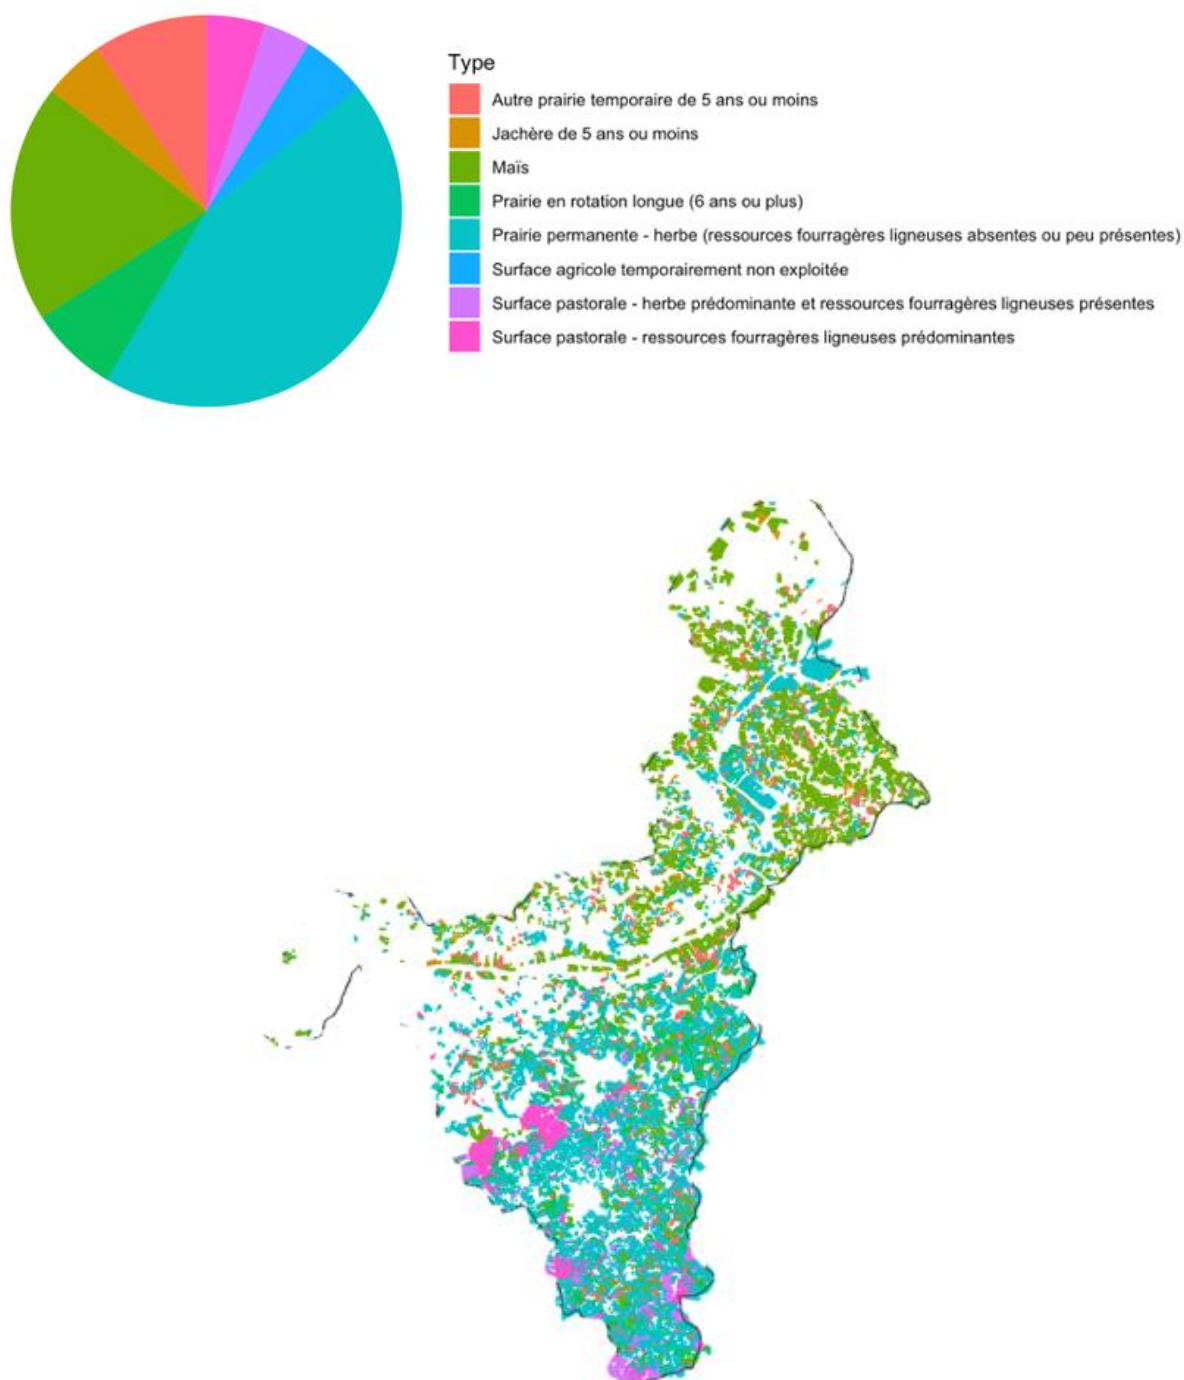 Type
Autre prairie temporaire de 5 ans ou moins
Jachère de 5 ans ou moins
Maïs
Prairie en rotation longue (6 ans ou plus)
Prairie permanente - herbe (ressources fourragères ligneuses absentes ou peu présentes)
Surface agricole temporairement non exploitée
Surface pastorale - herbe prédominante et ressources fourragères ligneuses présentes
Surface pastorale - ressources fourragères ligneuses prédominantes